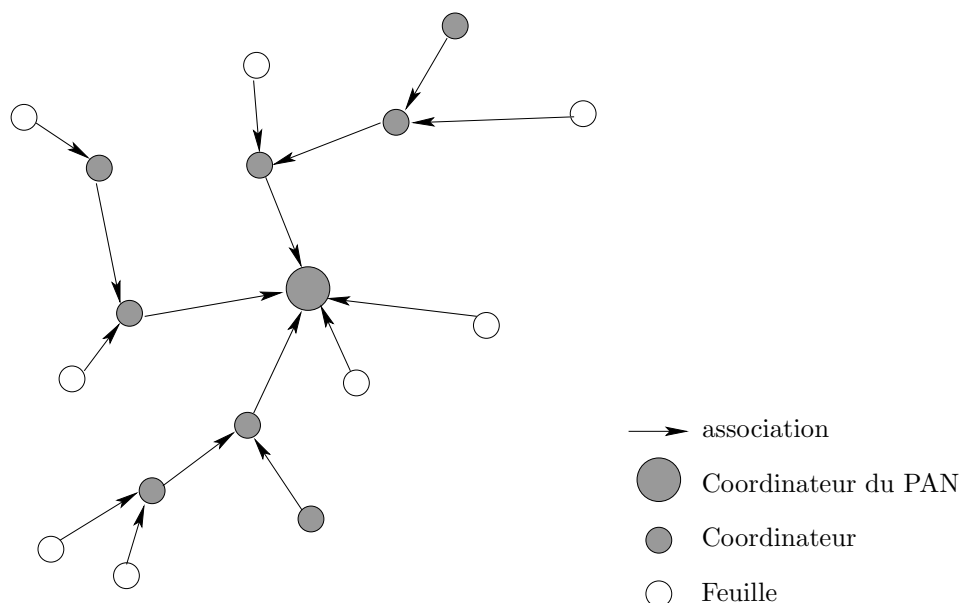 association
Coordinateur du PAN
Coordinateur
Feuille